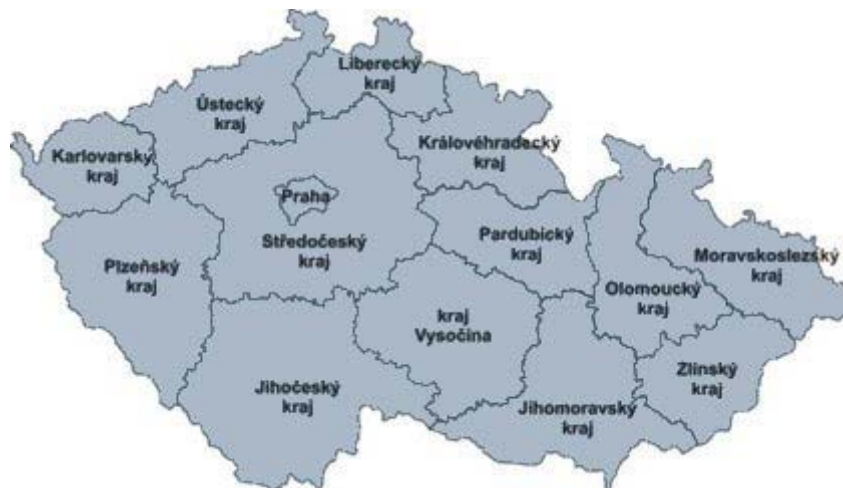 Liberecký
kraj
Ústecký
kraj
Královéhradecký
kraj
Karlovarský
kraj
Praha
Středočeský
kraj
Pardubický
kraj
Moravskoslezský
kraj
Plzeňský
kraj
Olomoucký
kraj
kraj
Vysočina
Zlínský
kraj
Jihočeský
kraj
Jihomoravský
kraj